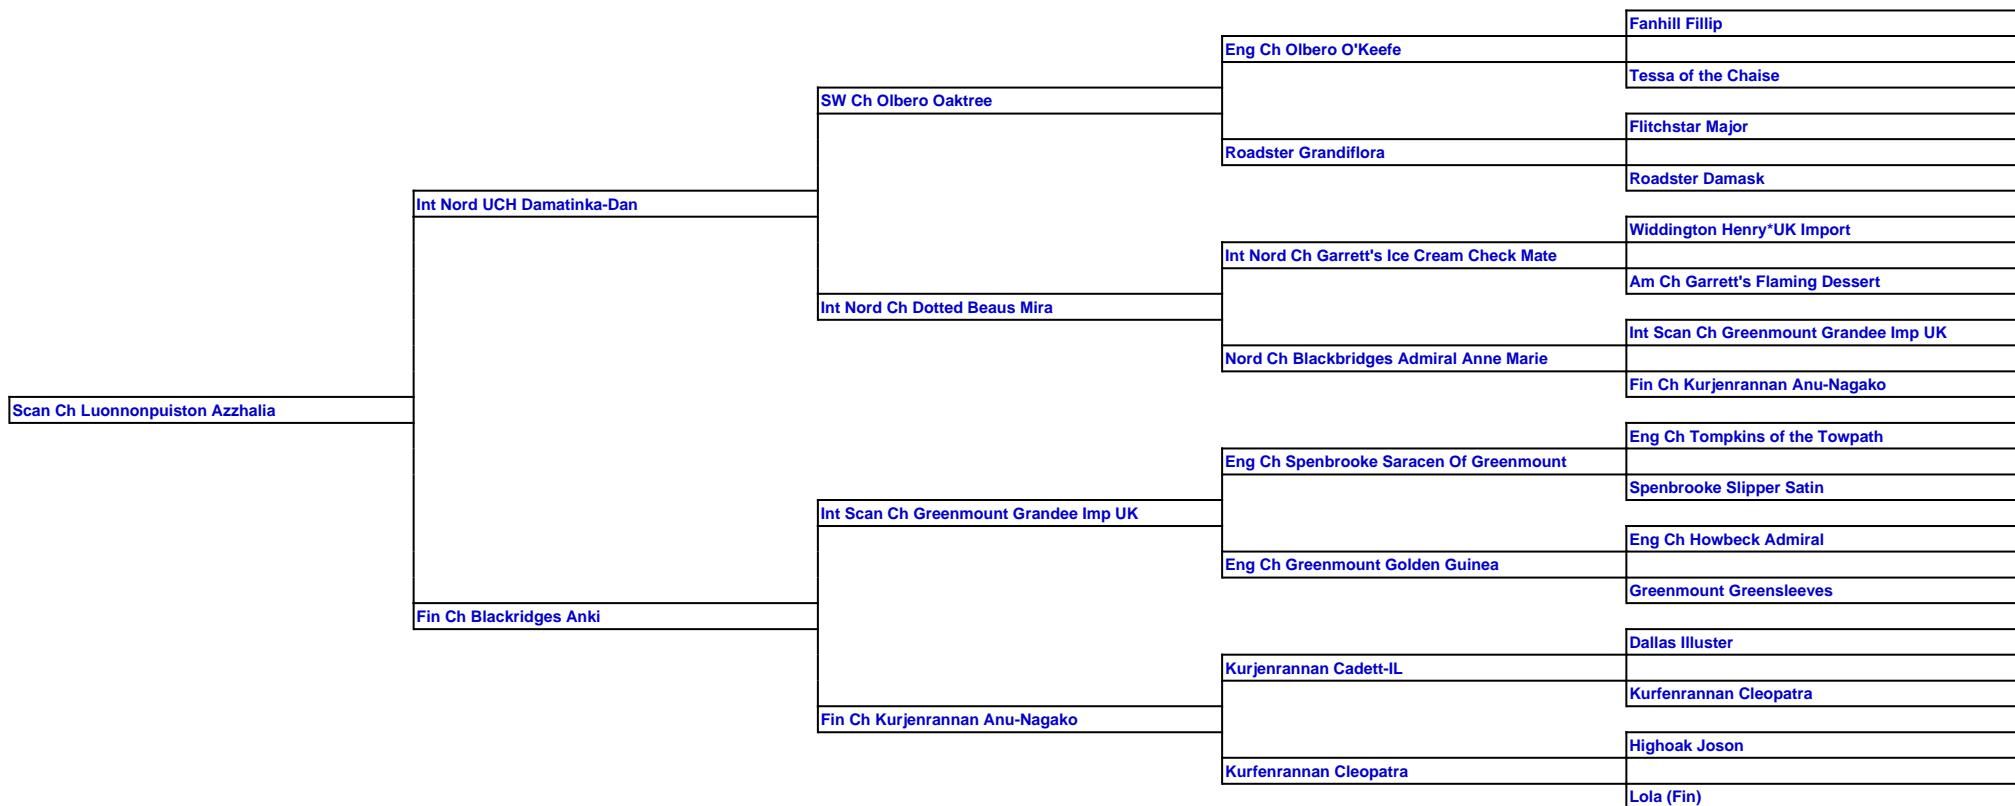 Fanhill Fillip
Eng Ch Olbero O'Keefe
Tessa of the Chaise
SW Ch Olbero Oaktree
Flitchstar Major
Roadster Grandiflora
Roadster Damask
Int Nord UCH Damatinka-Dan
Widdington Henry*UK Import
Int Nord Ch Garrett's Ice Cream Check Mate
Am Ch Garrett's Flaming Dessert
Int Nord Ch Dotted Beaus Mira
Int Scan Ch Greenmount Grandee Imp UK
Nord Ch Blackbridges Admiral Anne Marie
Fin Ch Kurjenrannan Anu-Nagako
Scan Ch Luonnonpuiston Azzhalia
Eng Ch Tompkins of the Towpath
Eng Ch Spenbrooke Saracen Of Greenmount
Spenbrooke Slipper Satin
Int Scan Ch Greenmount Grandee Imp UK
Eng Ch Howbeck Admiral
Eng Ch Greenmount Golden Guinea
Greenmount Greensleeves
Fin Ch Blackridges Anki
Dallas Illuster
Kurjenrannan Cadett-IL
Kurfenrannan Cleopatra
Fin Ch Kurjenrannan Anu-Nagako
Highoak Joson
Kurfenrannan Cleopatra
Lola (Fin)